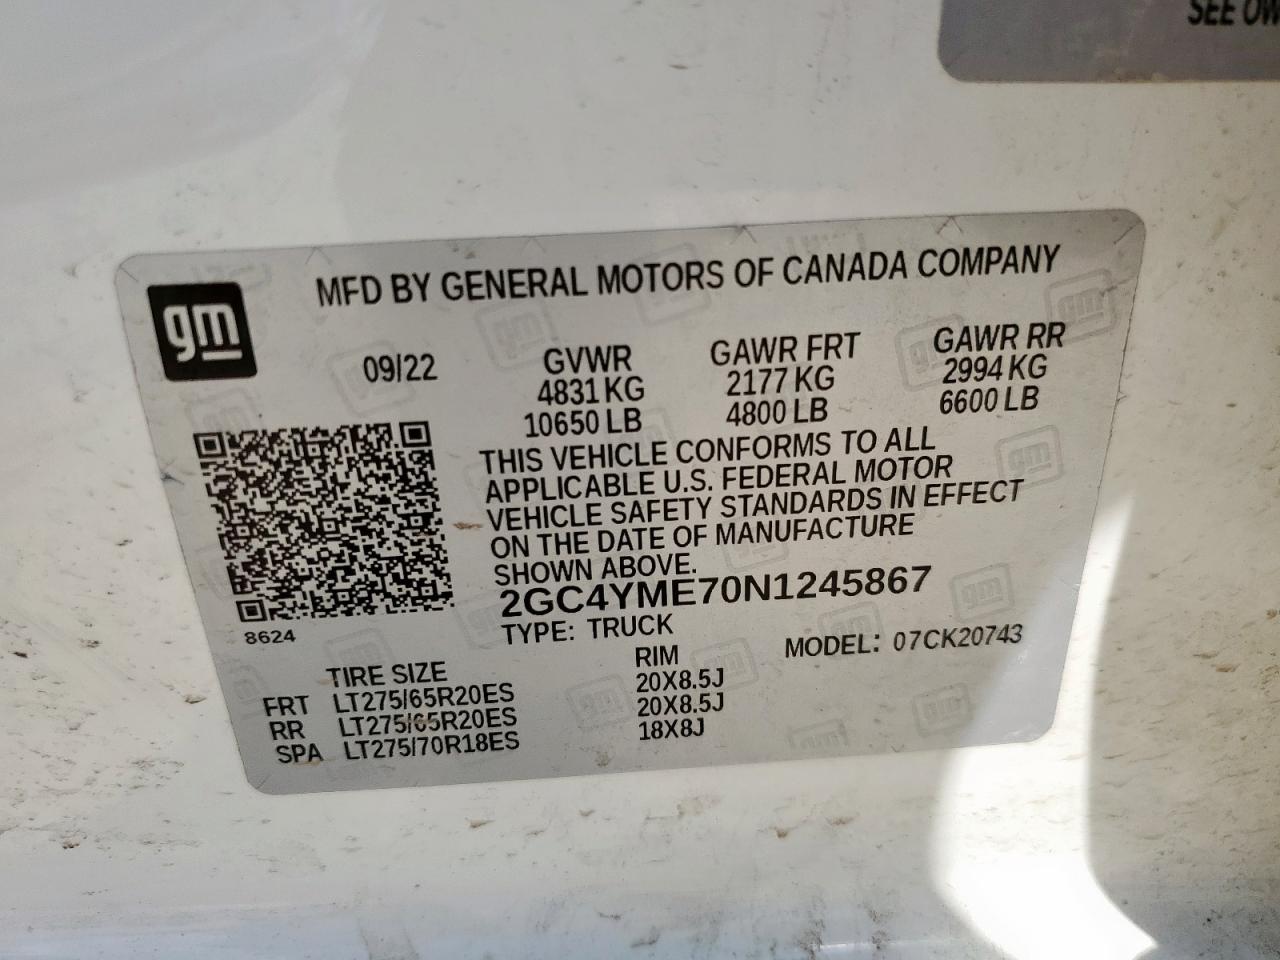 SEE OW
gm
MFD BY GENERAL MOTORS OF CANADA COMPANY
09/22
GVWR
4831 KG
10650 LB
GAWR FRT
2177 KG
4800 LB
GAWR RR
2994 KG
6600 LB
THIS VEHICLE CONFORMS TO ALL
APPLICABLE U.S. FEDERAL MOTOR
VEHICLE SAFETY STANDARDS IN EFFECT
ON THE DATE OF MANUFACTURE
SHOWN ABOVE.
2GC4YME70N1245867
8624
TYPE: TRUCK
MODEL: 07CK20743
TIRE SIZE RIM
FRT LT275/65R20ES 20X8.5J
RR LT275/65R20ES 20X8.5J
SPA LT275/70R18ES 18X8J